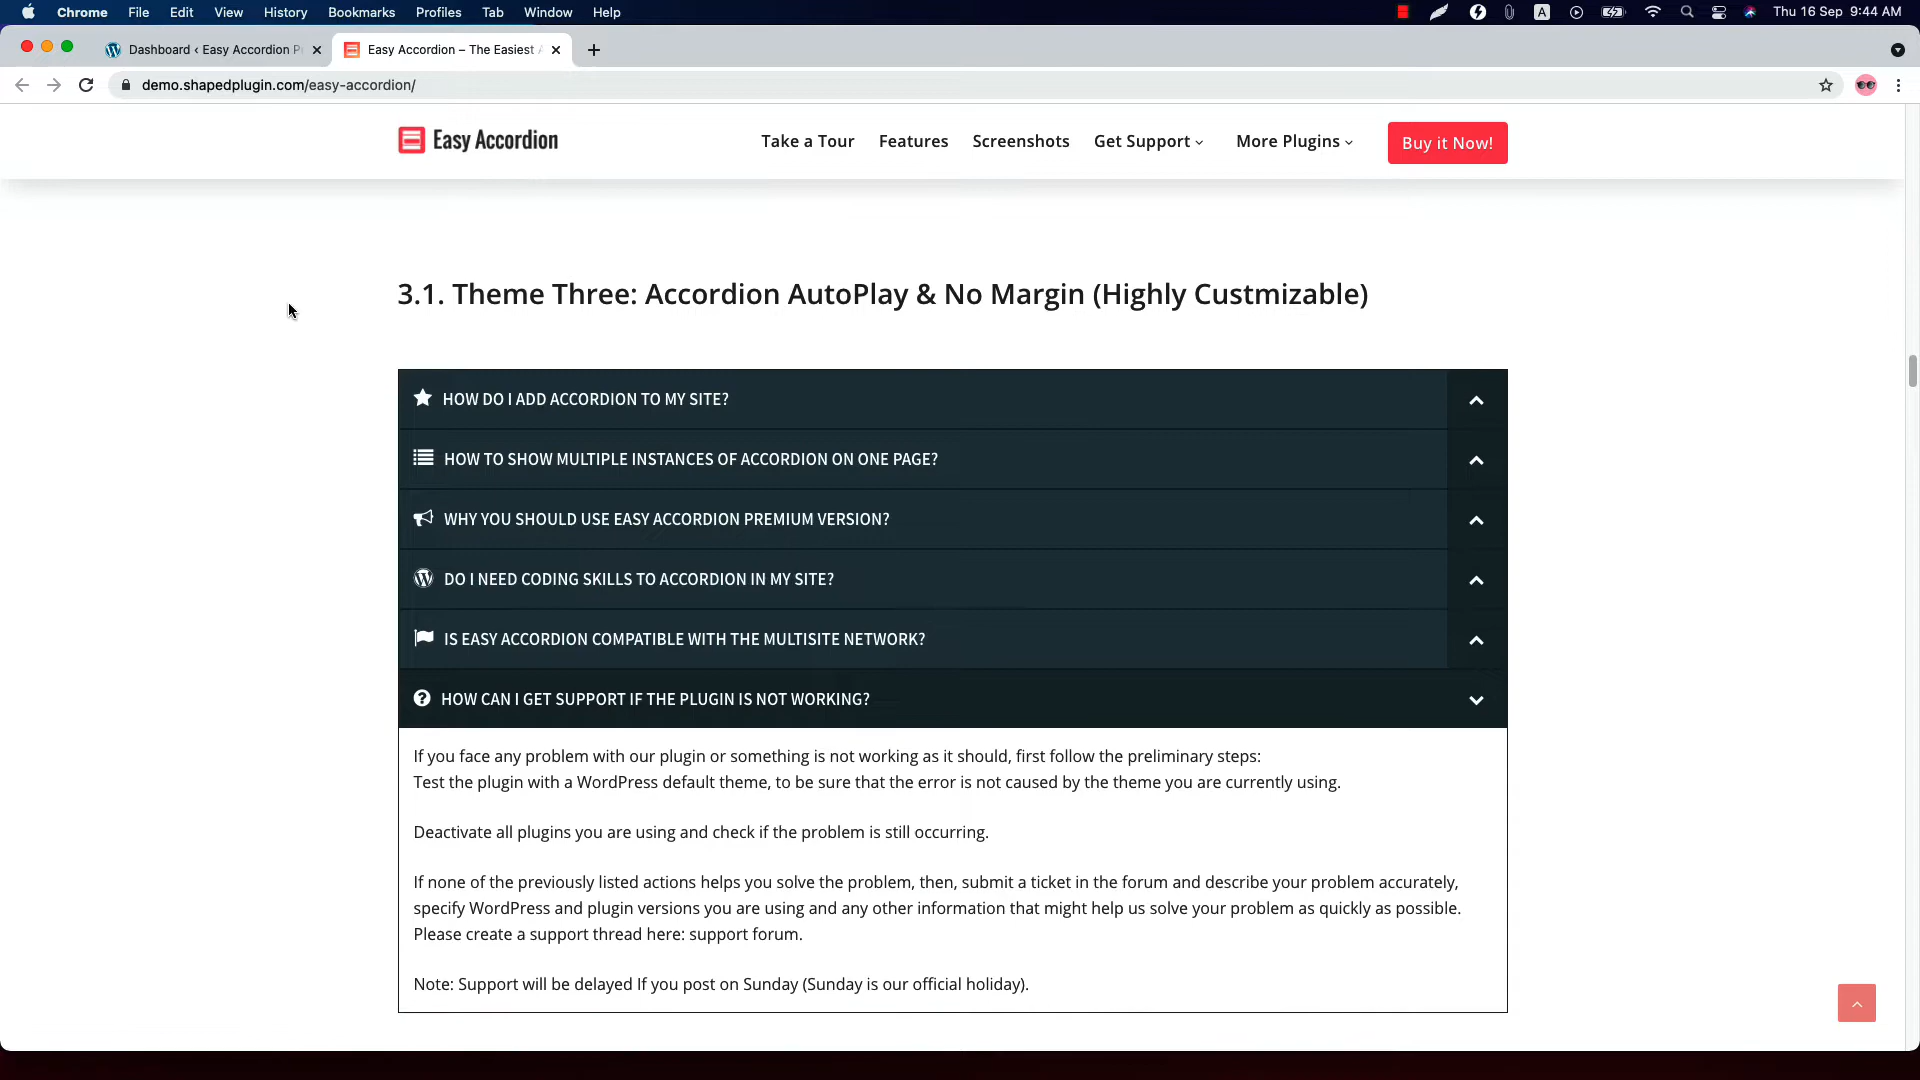 Chrome File Edit View History Bookmarks Profiles Tab Window Help A Thu 16 Sep 9:44 AM
Dashboard ‹ Easy Accordion P
Easy Accordion – The Easiest A
demo.shapedplugin.com/easy-accordion/
Easy Accordion
Take a Tour
Features
Screenshots
Get Support
More Plugins
Buy it Now!
3.1. Theme Three: Accordion AutoPlay & No Margin (Highly Custmizable)
HOW DO I ADD ACCORDION TO MY SITE?
HOW TO SHOW MULTIPLE INSTANCES OF ACCORDION ON ONE PAGE?
WHY YOU SHOULD USE EASY ACCORDION PREMIUM VERSION?
DO I NEED CODING SKILLS TO ACCORDION IN MY SITE?
IS EASY ACCORDION COMPATIBLE WITH THE MULTISITE NETWORK?
HOW CAN I GET SUPPORT IF THE PLUGIN IS NOT WORKING?
If you face any problem with our plugin or something is not working as it should, first follow the preliminary steps:
Test the plugin with a WordPress default theme, to be sure that the error is not caused by the theme you are currently using.
Deactivate all plugins you are using and check if the problem is still occurring.
If none of the previously listed actions helps you solve the problem, then, submit a ticket in the forum and describe your problem accurately,
specify WordPress and plugin versions you are using and any other information that might help us solve your problem as quickly as possible.
Please create a support thread here: support forum.
Note: Support will be delayed If you post on Sunday (Sunday is our official holiday).